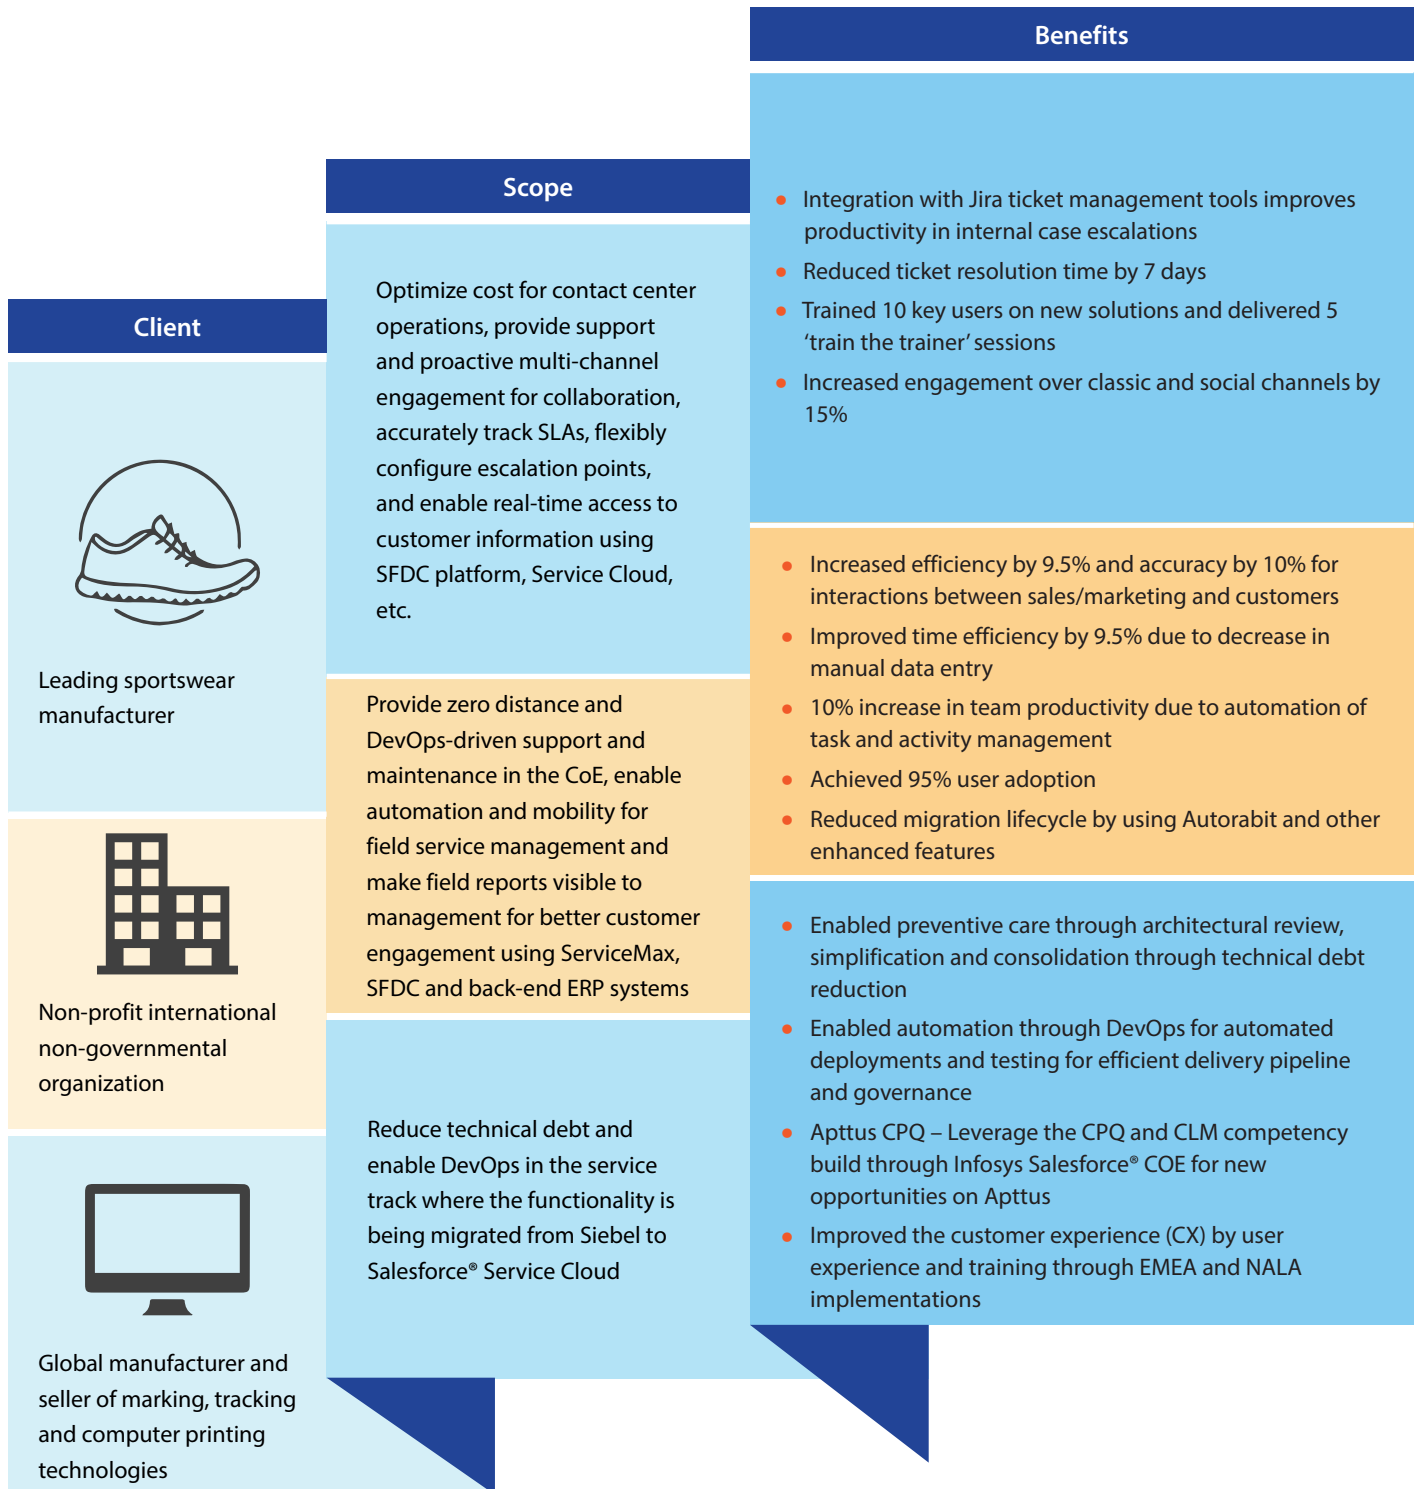 Client
Leading sportswear
manufacturer
Non-profit international
non-governmental
organization
Global manufacturer and
seller of marking, tracking
and computer printing
technologies
Scope
Optimize cost for contact center
operations, provide support
and proactive multi-channel
engagement for collaboration,
accurately track SLAs, flexibly
configure escalation points,
and enable real-time access to
customer information using
SFDC platform, Service Cloud,
etc.
Provide zero distance and
DevOps-driven support and
maintenance in the CoE, enable
automation and mobility for
field service management and
make field reports visible to
management for better customer
engagement using ServiceMax,
SFDC and back-end ERP systems
Reduce technical debt and
enable DevOps in the service
track where the functionality is
being migrated from Siebel to
Salesforce® Service Cloud
Benefits
• Integration with Jira ticket management tools improves
productivity in internal case escalations
• Reduced ticket resolution time by 7 days
• Trained 10 key users on new solutions and delivered 5
‘train the trainer’ sessions
• Increased engagement over classic and social channels by
15%
• Increased efficiency by 9.5% and accuracy by 10% for
interactions between sales/marketing and customers
• Improved time efficiency by 9.5% due to decrease in
manual data entry
• 10% increase in team productivity due to automation of
task and activity management
• Achieved 95% user adoption
• Reduced migration lifecycle by using Autorabit and other
enhanced features
• Enabled preventive care through architectural review,
simplification and consolidation through technical debt
reduction
• Enabled automation through DevOps for automated
deployments and testing for efficient delivery pipeline
and governance
• Apttus CPQ – Leverage the CPQ and CLM competency
build through Infosys Salesforce® COE for new
opportunities on Apttus
• Improved the customer experience (CX) by user
experience and training through EMEA and NALA
implementations